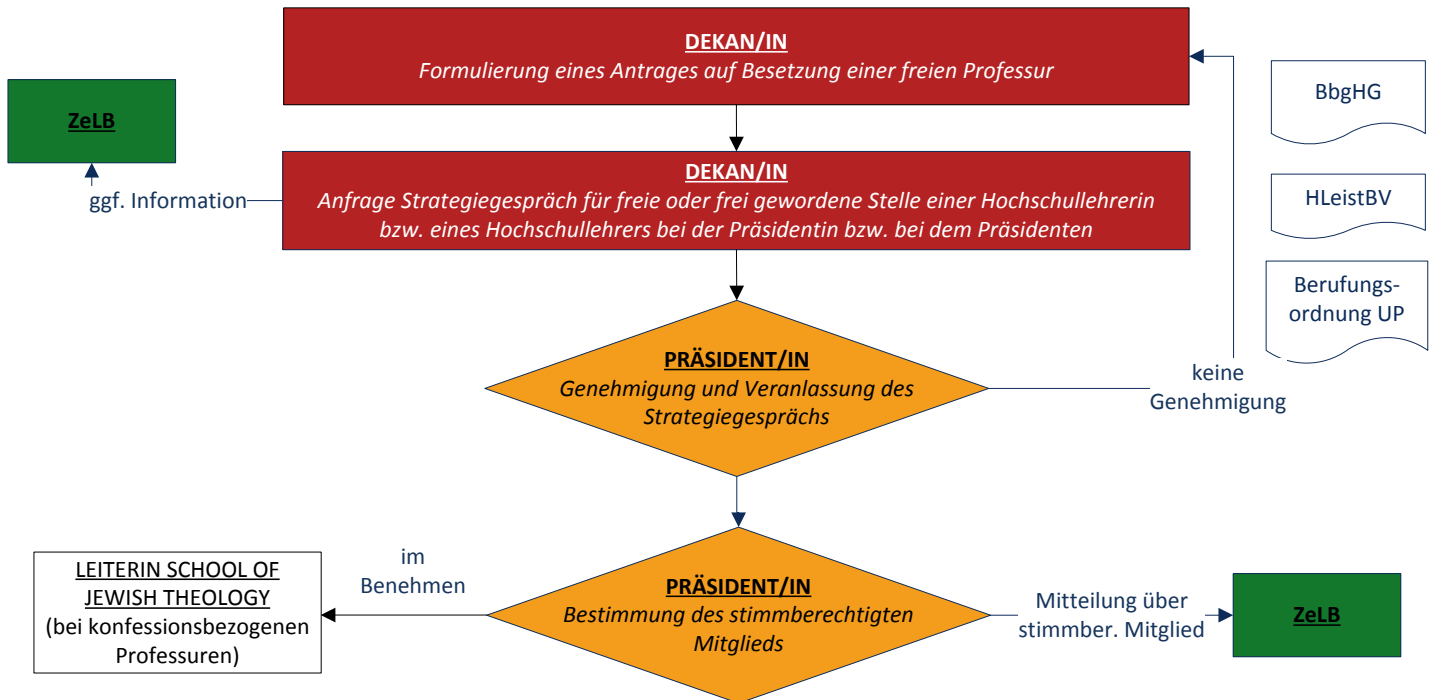 DEKAN/IN
Formulierung eines Antrages auf Besetzung einer freien Professur
BbgHG
ZeLB
DEKAN/IN
Anfrage Strategiegespräch für freie oder frei gewordene Stelle einer Hochschullehrerin
bzw. eines Hochschullehrers bei der Präsidentin bzw. bei dem Präsidenten
ggf. Information
HLeistBV
Berufungs-
ordnung UP
PRÄSIDENT/IN
Genehmigung und Veranlassung des
Strategiegesprächs
keine
Genehmigung
LEITERIN SCHOOL OF
JEWISH THEOLOGY
(bei konfessionsbezogenen
Professuren)
im
Benehmen
PRÄSIDENT/IN
Bestimmung des stimmberechtigten
Mitglieds
Mitteilung über
stimmber. Mitglied
ZeLB